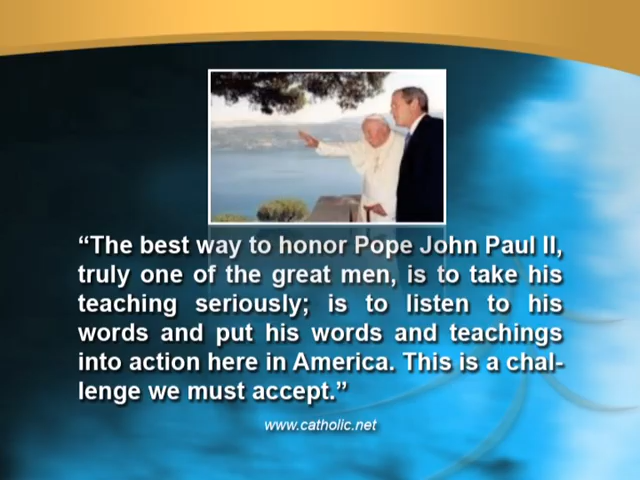 “The best way to honor Pope John Paul II,
truly one of the great men, is to take his
teaching seriously; is to listen to his
words and put his words and teachings
into action here in America. This is a chal-
lenge we must accept.”
www.catholic.net